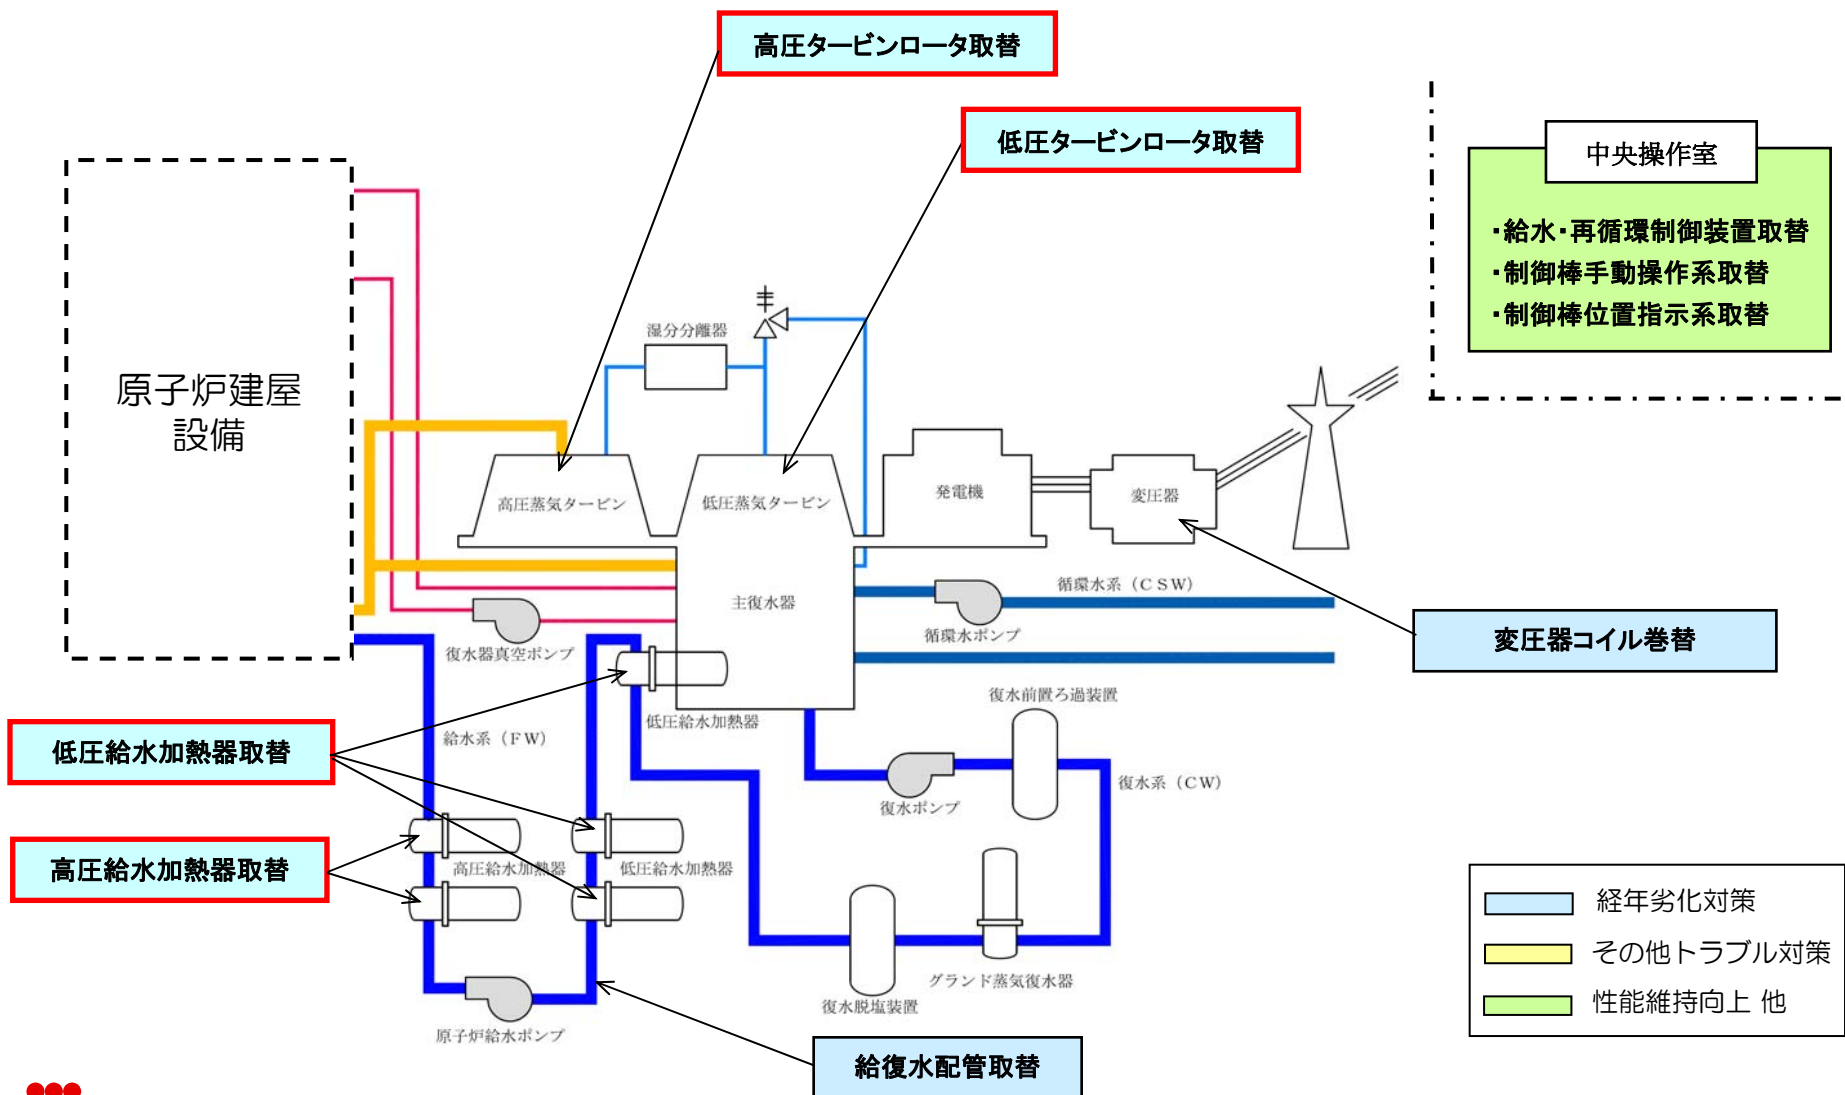 高圧タービンロータ取替
低圧タービンロータ取替
中央操作室
・給水・再循環制御装置取替
・制御棒手動操作系取替
・制御棒位置指示系取替
原子炉建屋
設備
湿分分離器
高圧蒸気タービン
低圧蒸気タービン
発電機
変圧器
主復水器
循環水系（CSW）
循環水ポンプ
復水器真空ポンプ
変圧器コイル巻替
低圧給水加熱器
復水前置ろ過装置
給水系（FW）
低圧給水加熱器取替
復水系（CW）
復水ポンプ
高圧給水加熱器取替
高圧給水加熱器
低圧給水加熱器
グランド蒸気復水器
復水脱塩装置
原子炉給水ポンプ
給復水配管取替
経年劣化対策
その他トラブル対策
性能維持向上 他